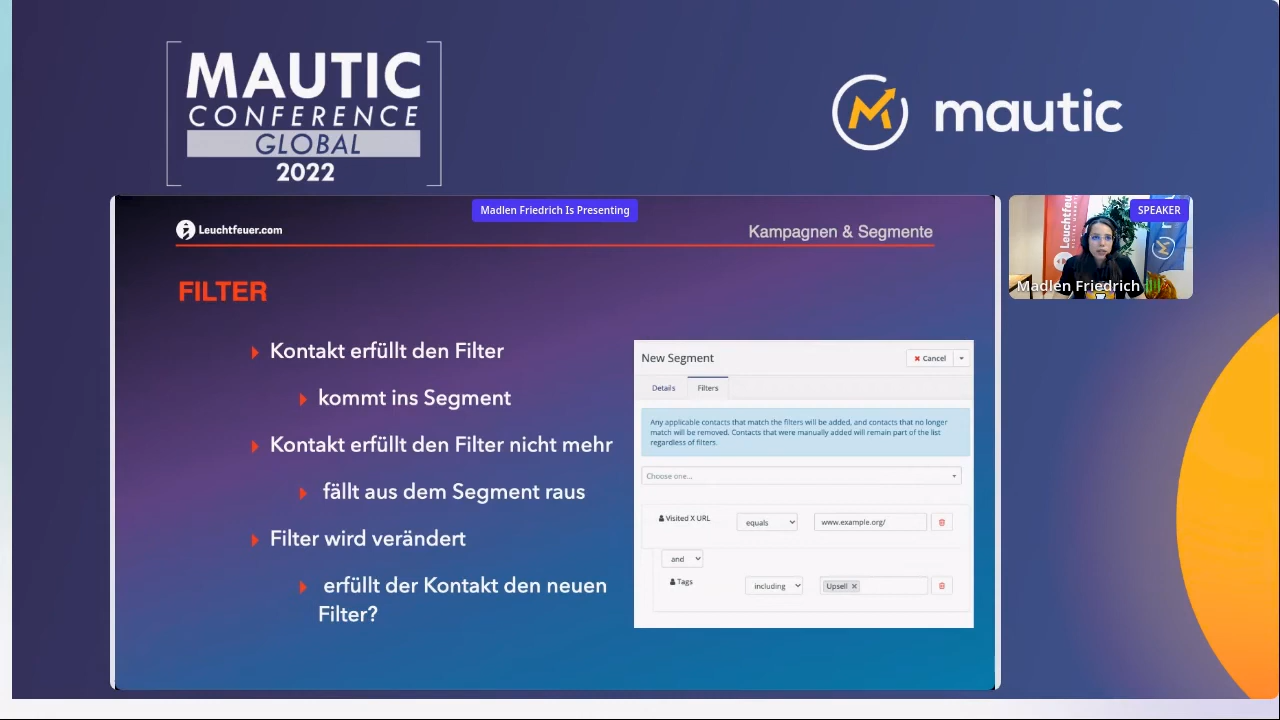 MAUTIC
CONFERENCE
GLOBAL
2022
mautic
Madlen Friedrich Is Presenting
SPEAKER
Leuchtfeuer
Madlen Friedrich
Leuchtfeuer.com
Kampagnen & Segmente
FILTER
Kontakt erfüllt den Filter
kommt ins Segment
Kontakt erfüllt den Filter nicht mehr
fällt aus dem Segment raus
Filter wird verändert
erfüllt der Kontakt den neuen
Filter?
New Segment
Cancel
Details
Filters
Any applicable contacts that match the filters will be added, and contacts that no longer
match will be removed. Contacts that were manually added will remain part of the list
regardless of filters.
Choose one...
Visited X URL
equals
www.example.org/
and
Tags
including
Upsell